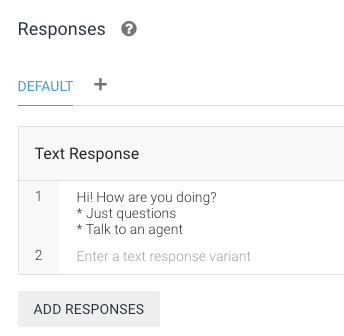 Responses ?
DEFAULT +
Text Response
1 Hi! How are you doing?
* Just questions
* Talk to an agent
2 Enter a text response variant
ADD RESPONSES